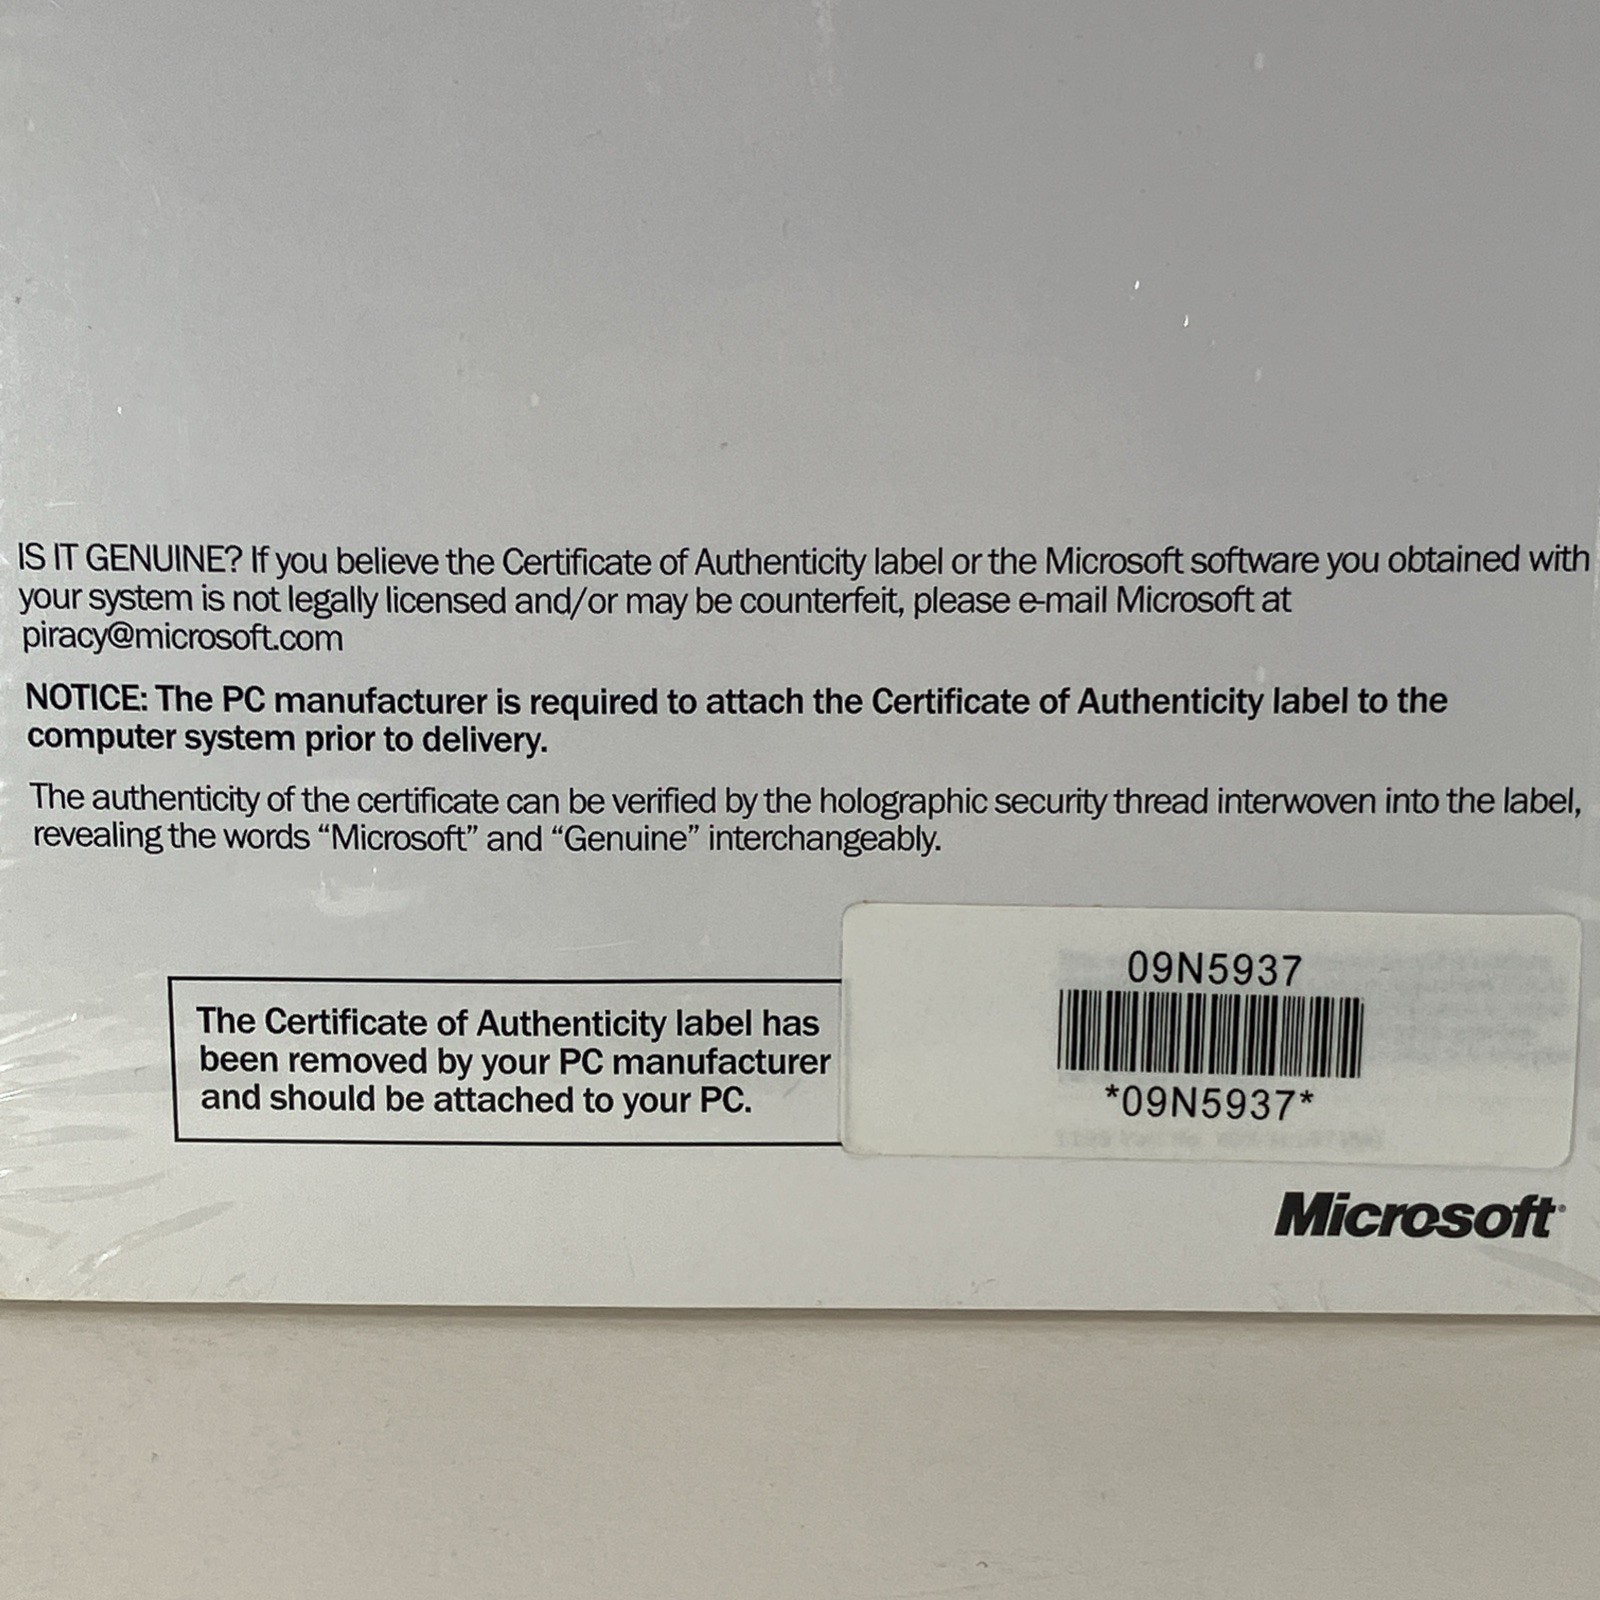 IS IT GENUINE? If you believe the Certificate of Authenticity label or the Microsoft software you obtained with
your system is not legally licensed and/or may be counterfeit, please e-mail Microsoft at
piracy@microsoft.com
NOTICE: The PC manufacturer is required to attach the Certificate of Authenticity label to the
computer system prior to delivery.
The authenticity of the certificate can be verified by the holographic security thread interwoven into the label,
revealing the words “Microsoft” and “Genuine” interchangeably.
The Certificate of Authenticity label has
been removed by your PC manufacturer
and should be attached to your PC.
09N5937
*09N5937*
Microsoft